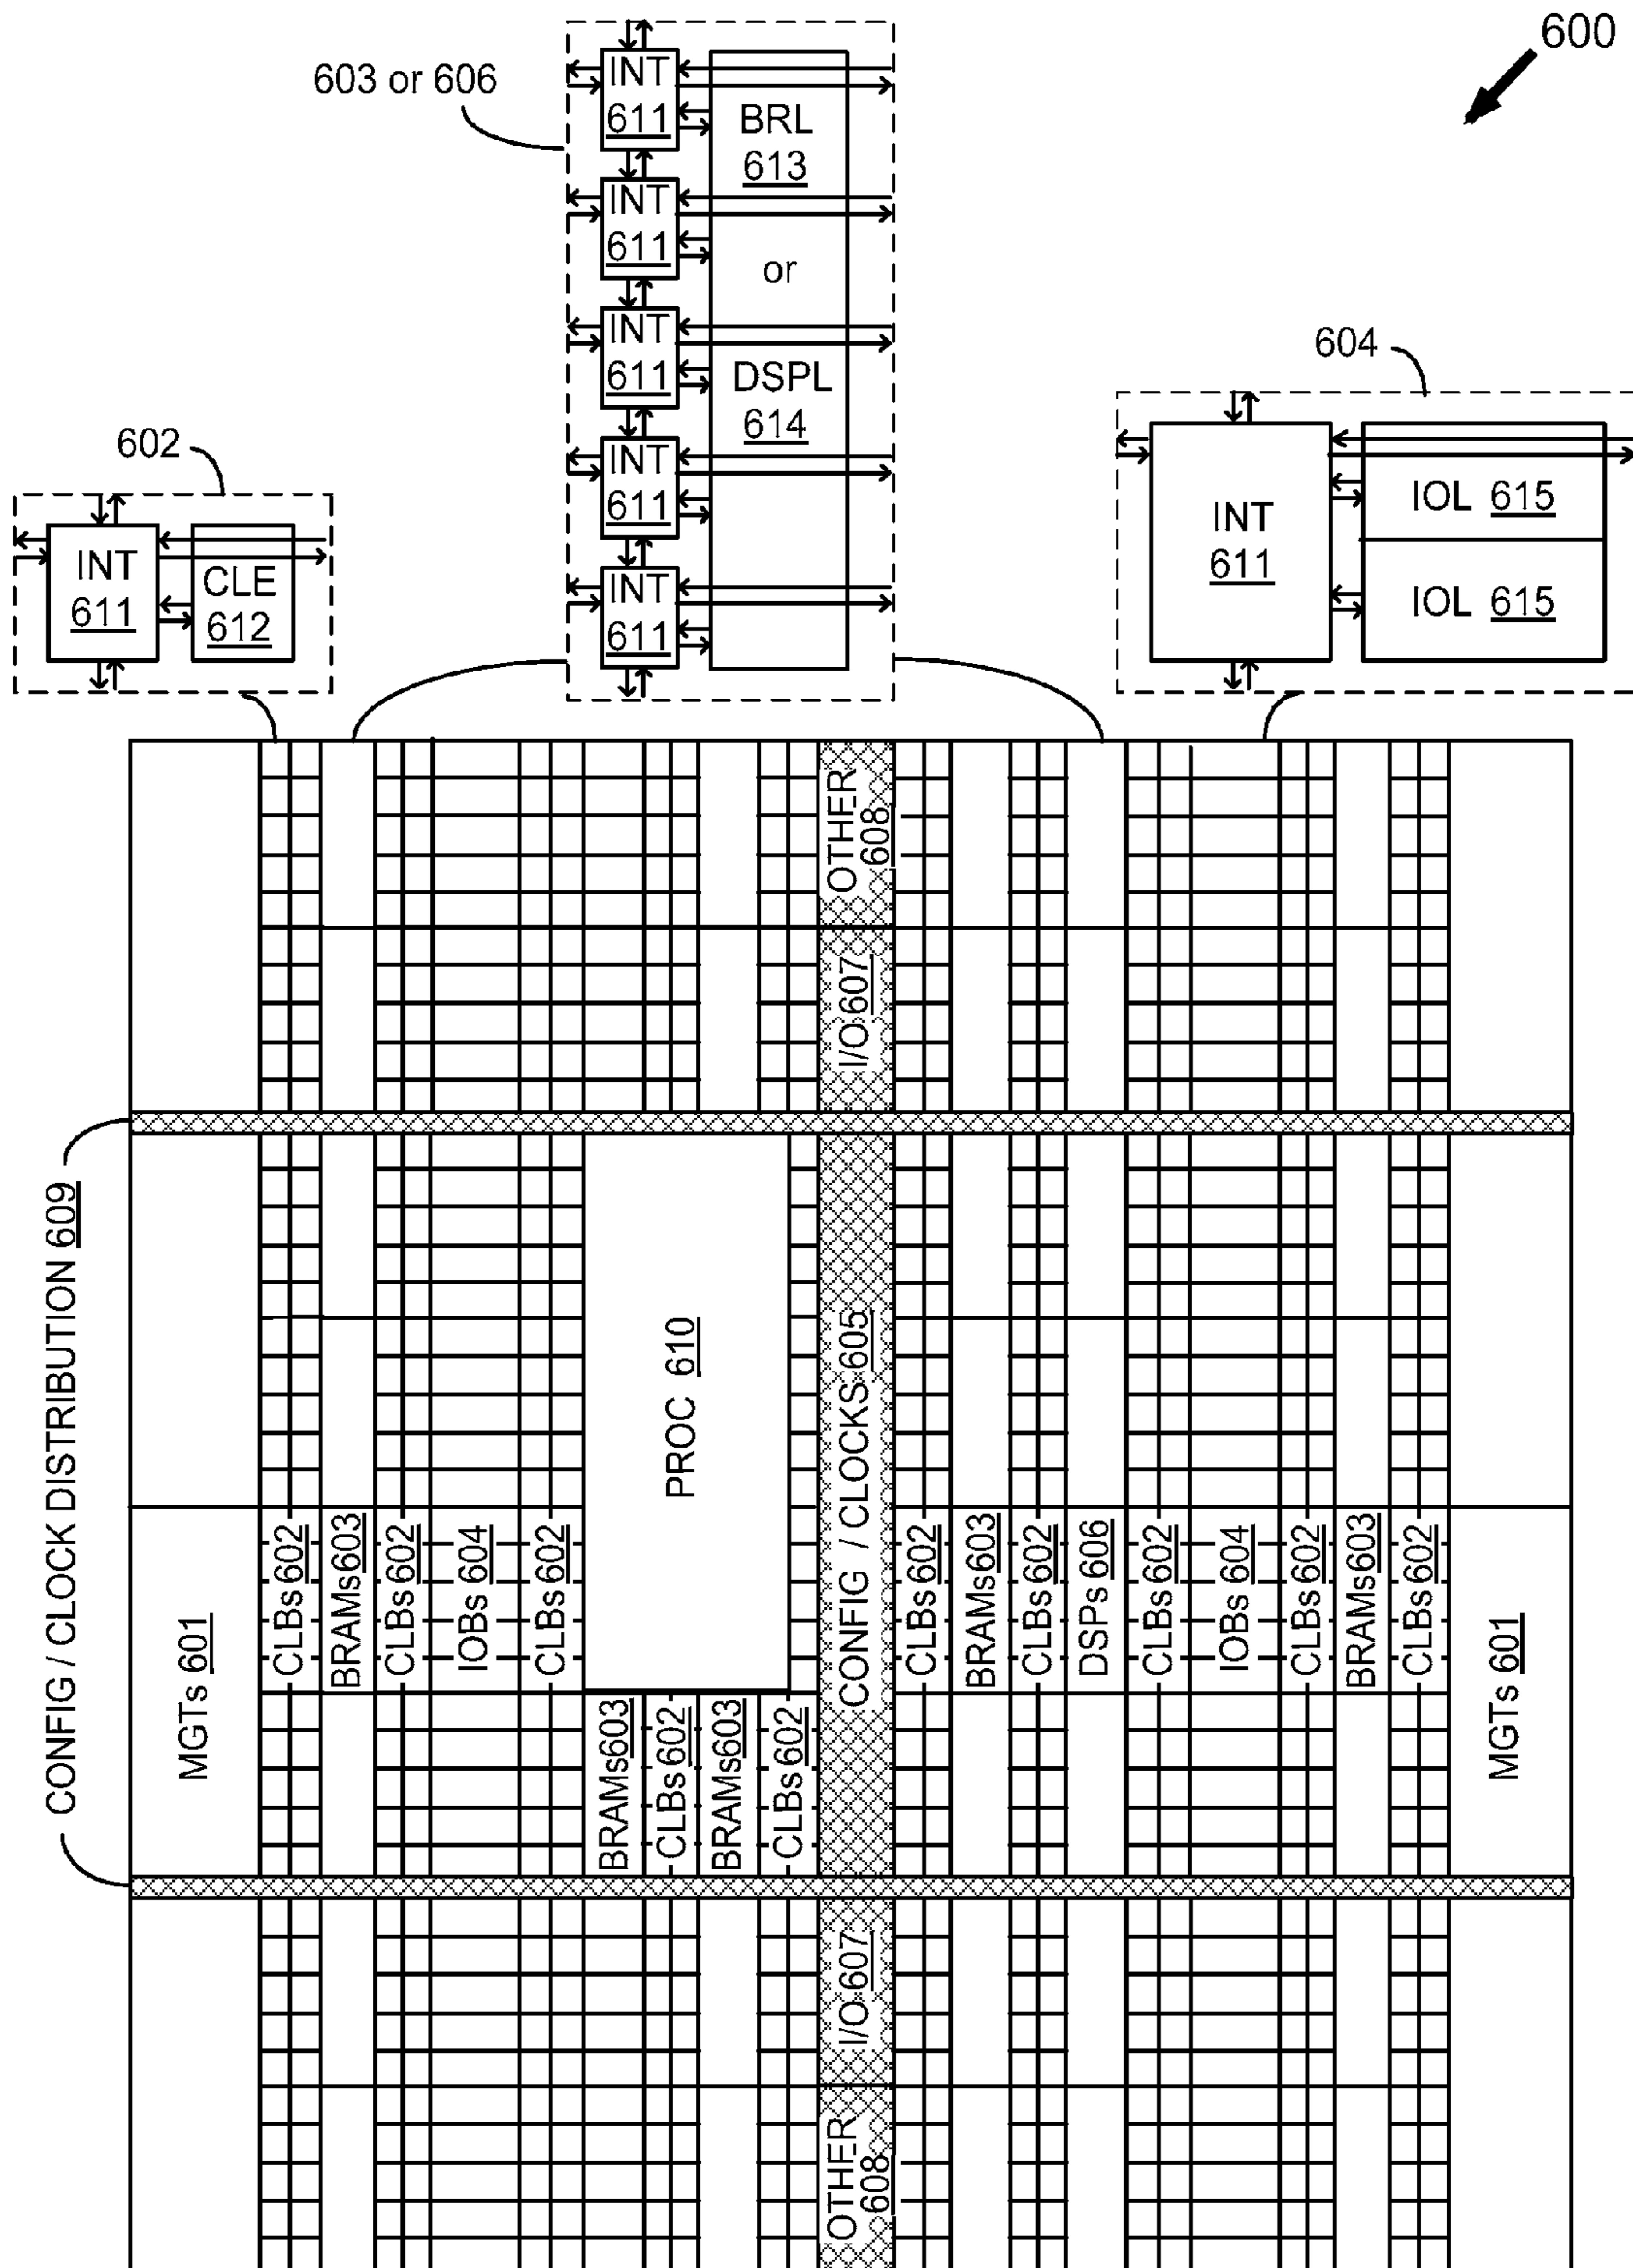 600
603 or 606
INT
611
BRL
613
INT
611
or
INT
611
DSPL
614
INT
611
INT
611
602
INT
611
CLE
612
604
INT
611
IOL 615
IOL 615
OTHER
608
I/O 607
CONFIG / CLOCK DISTRIBUTION 609
PROC 610
CONFIG / CLOCKS 605
MGTs 601
CLBs 602
BRAMs 603
CLBs 602
IOBs 604
CLBs 602
BRAMs 603
CLBs 602
BRAMs 603
CLBs 602
CLBs 602
BRAMs 603
CLBs 602
DSPs 606
CLBs 602
IOBs 604
CLBs 602
BRAMs 603
CLBs 602
MGTs 601
I/O 607
OTHER
608